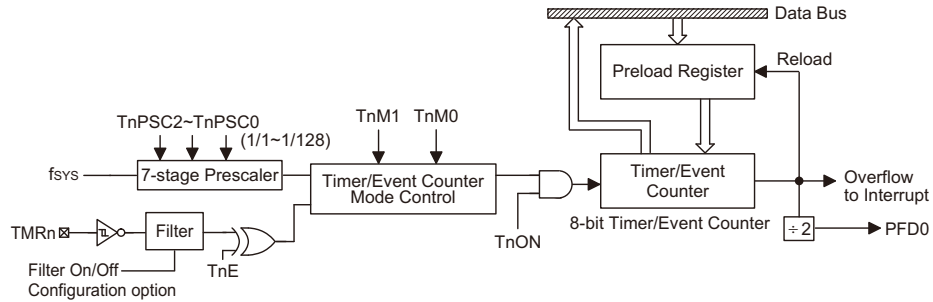 Data Bus
Preload Register
Reload
TnPSC2~TnPSC0
(1/1~1/128)
TnM1
TnM0
fSYS
7-stage Prescaler
Timer/Event Counter
Mode Control
Timer/Event
Counter
Overflow
to Interrupt
8-bit Timer/Event Counter
TMRn
Filter
TnON
÷2
PFD0
TnE
Filter On/Off
Configuration option